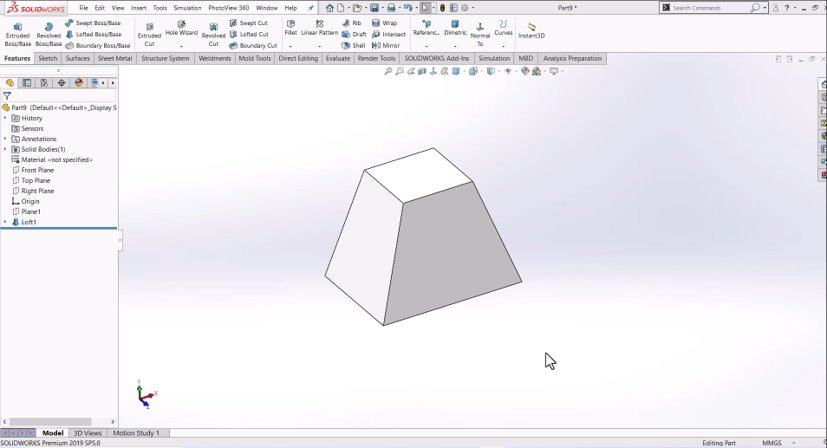 SOLIDWORKS File Edit View Insert Tools Simulation PhotoView 360 Window Help Part9 * Search Commands
Extruded Boss/Base Revolved Boss/Base Swept Boss/Base Lofted Boss/Base Boundary Boss/Base Extruded Cut Hole Wizard Revolved Cut Swept Cut Lofted Cut Boundary Cut Fillet Linear Pattern Rib Draft Shell Wrap Intersect Mirror Referenc... Dimetric Normal To Curves Instant3D
Features Sketch Surfaces Sheet Metal Structure System Weldments Mold Tools Direct Editing Evaluate Render Tools SOLIDWORKS Add-Ins Simulation MBD Analysis Preparation
Part9 (Default<<Default>_Display S
History
Sensors
Annotations
Solid Bodies(1)
Material <not specified>
Front Plane
Top Plane
Right Plane
Origin
Plane1
Loft1
Y
X
Z
Model 3D Views Motion Study 1
SOLIDWORKS Premium 2019 SP5.0 Editing Part MMGS